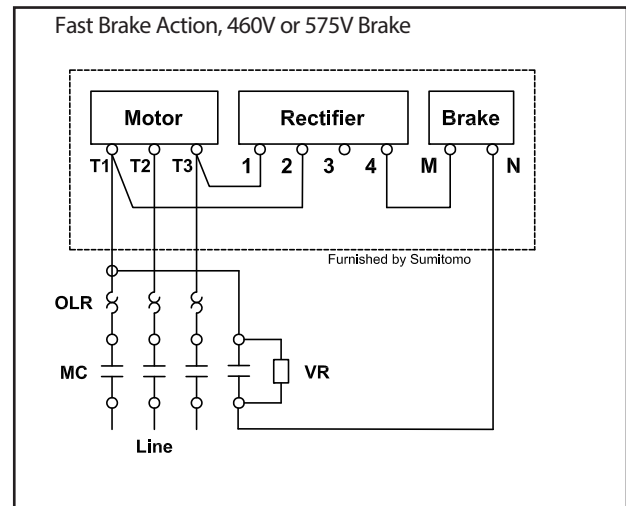 Fast Brake Action, 460V or 575V Brake
Motor Rectifier Brake
T1 T2 T3 1 2 3 4 M N
Furnished by Sumitomo
OLR
MC VR
Line